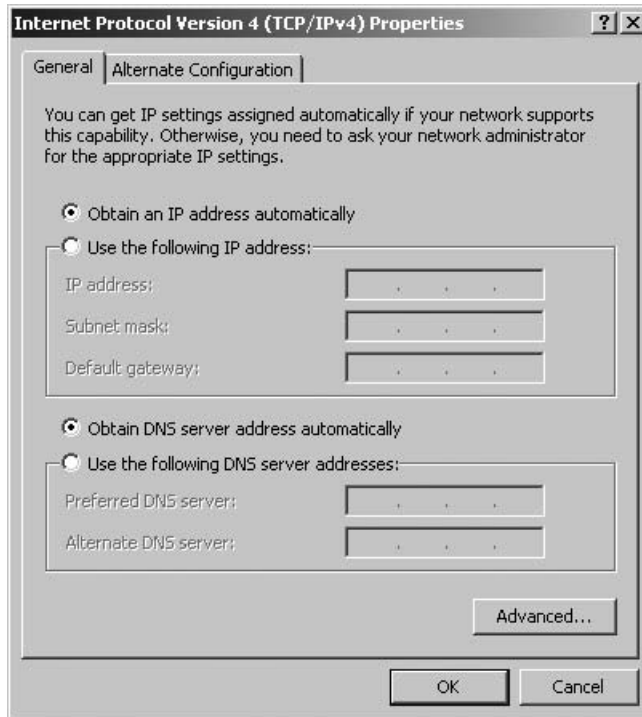 Internet Protocol Version 4 (TCP/IPv4) Properties
General
Alternate Configuration
You can get IP settings assigned automatically if your network supports
this capability. Otherwise, you need to ask your network administrator
for the appropriate IP settings.
Obtain an IP address automatically
Use the following IP address:
IP address:
Subnet mask:
Default gateway:
Obtain DNS server address automatically
Use the following DNS server addresses:
Preferred DNS server:
Alternate DNS server:
Advanced...
OK
Cancel